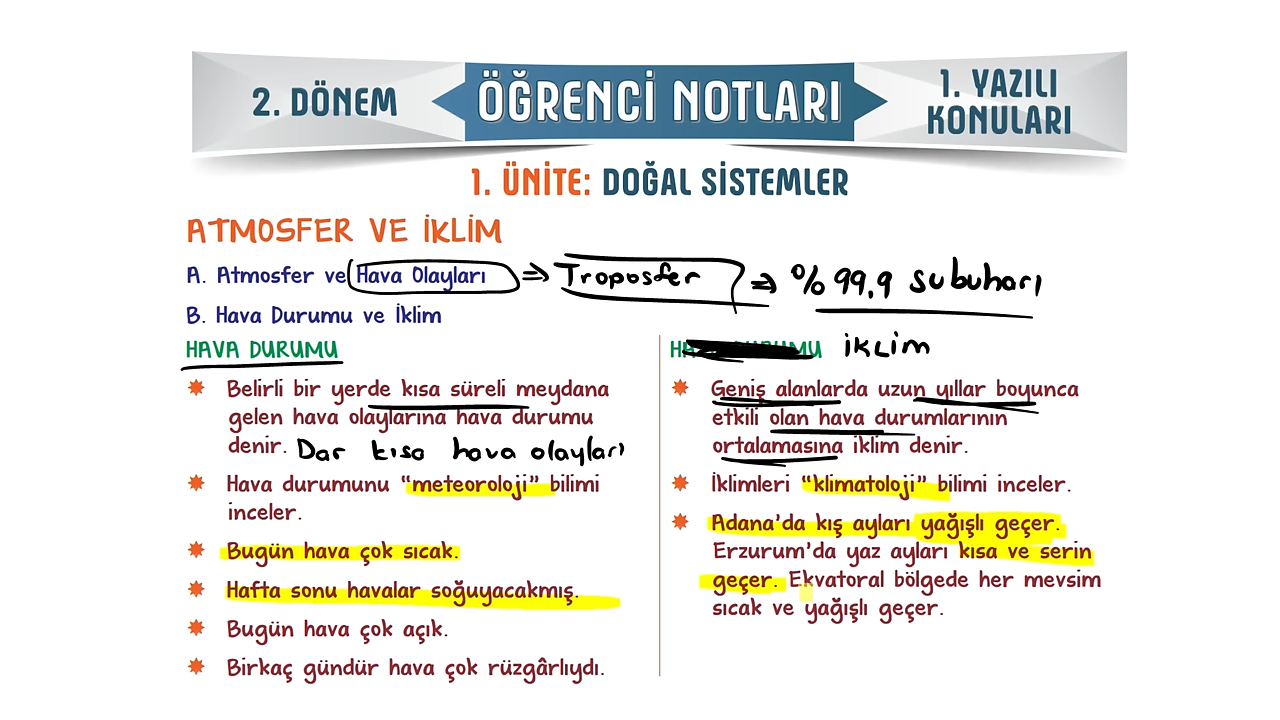 2. DÖNEM
ÖĞRENCİ NOTLARI
1. YAZILI
KONULARI
1. ÜNİTE: DOĞAL SİSTEMLER
ATMOSFER VE İKLİM
A. Atmosfer ve Hava Olayları ⇒ Troposfer ⇒ % 99,9 subuharı
B. Hava Durumu ve İklim
HAVA DURUMU
Belirli bir yerde kısa süreli meydana
gelen hava olaylarına hava durumu
denir. Dar kısa hava olayları
Hava durumunu “meteoroloji” bilimi
inceler.
Bugün hava çok sıcak.
Hafta sonu havalar soğuyacakmış.
Bugün hava çok açık.
Birkaç gündür hava çok rüzgârlıydı.
İKLİM
Geniş alanlarda uzun yıllar boyunca
etkili olan hava durumlarının
ortalamasına iklim denir.
İklimleri “klimatoloji” bilimi inceler.
Adana’da kış ayları yağışlı geçer.
Erzurum’da yaz ayları kısa ve serin
geçer. Ekvatoral bölgede her mevsim
sıcak ve yağışlı geçer.